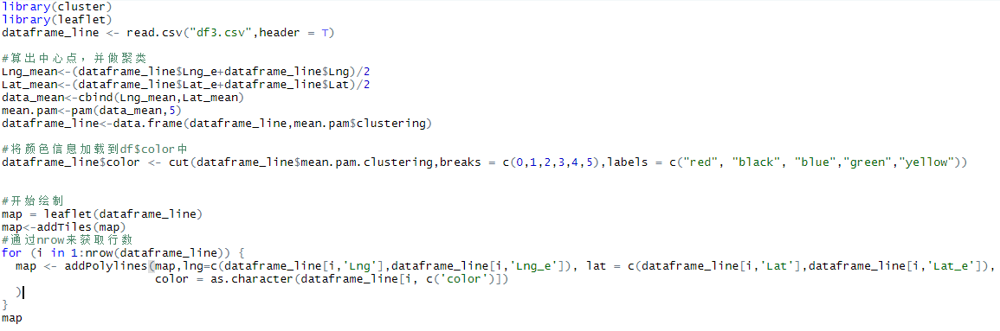 library(cluster)
library(leaflet)
dataframe_line <- read.csv("df3.csv",header = T)
#算出中心点，并做聚类
Lng_mean<-(dataframe_line$Lng_e+dataframe_line$Lng)/2
Lat_mean<-(dataframe_line$Lat_e+dataframe_line$Lat)/2
data_mean<-cbind(Lng_mean,Lat_mean)
mean.pam<-pam(data_mean,5)
dataframe_line<-data.frame(dataframe_line,mean.pam$clustering)
#将颜色信息加载到df$color中
dataframe_line$color <- cut(dataframe_line$mean.pam.clustering,breaks = c(0,1,2,3,4,5),labels = c("red", "black", "blue","green","yellow"))
#开始绘制
map = leaflet(dataframe_line)
map<-addTiles(map)
#通过nrow来获取行数
for (i in 1:nrow(dataframe_line)) {
  map <- addPolylines(map,lng=c(dataframe_line[i,'Lng'],dataframe_line[i,'Lng_e']), lat = c(dataframe_line[i,'Lat'],dataframe_line[i,'Lat_e']),
                      color = as.character(dataframe_line[i, c('color')])
  )
}
map